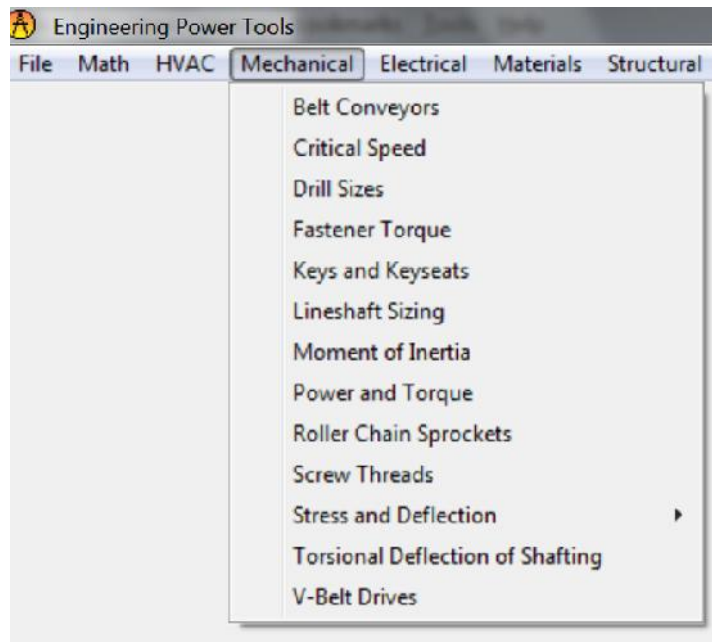 Engineering Power Tools
File Math HVAC Mechanical Electrical Materials Structural
Belt Conveyors
Critical Speed
Drill Sizes
Fastener Torque
Keys and Keyseats
Lineshaft Sizing
Moment of Inertia
Power and Torque
Roller Chain Sprockets
Screw Threads
Stress and Deflection
Torsional Deflection of Shafting
V-Belt Drives